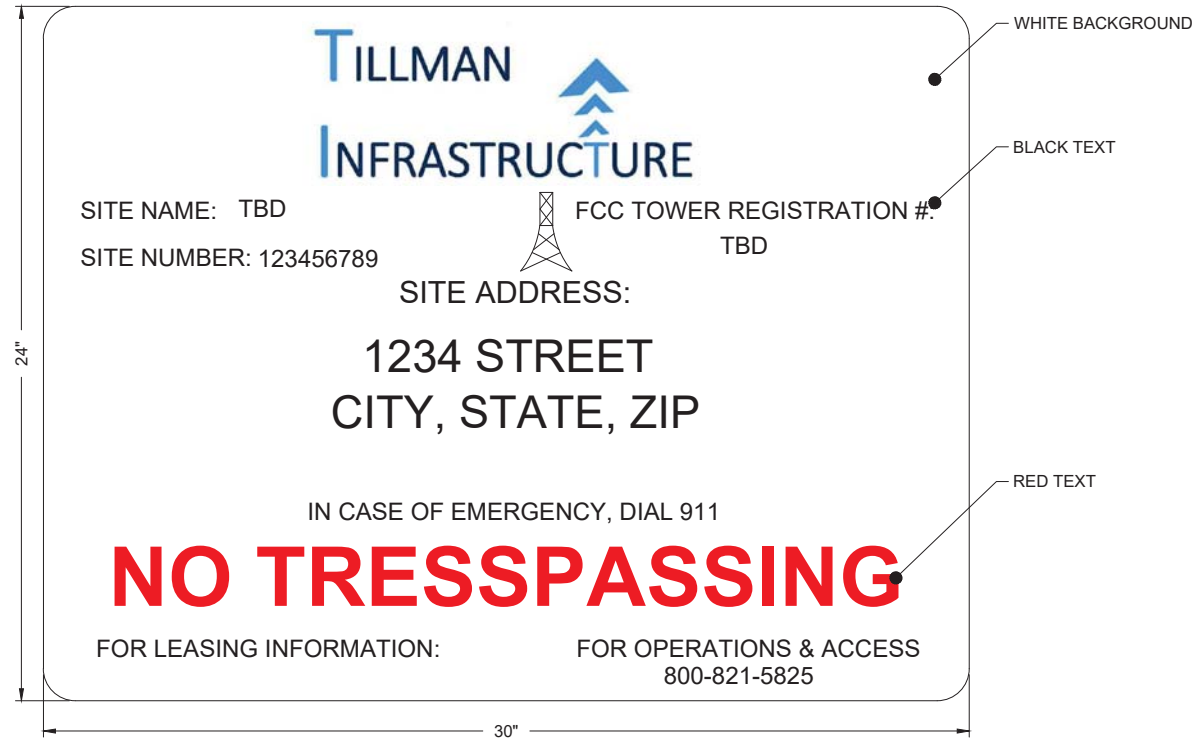 TILLMAN
INFRASTRUCTURE
SITE NAME: TBD
FCC TOWER REGISTRATION #:
TBD
SITE NUMBER: 123456789
SITE ADDRESS:
1234 STREET
CITY, STATE, ZIP
IN CASE OF EMERGENCY, DIAL 911
NO TRESSPASSING
FOR LEASING INFORMATION:
FOR OPERATIONS & ACCESS
800-821-5825
WHITE BACKGROUND
BLACK TEXT
RED TEXT
24"
30"